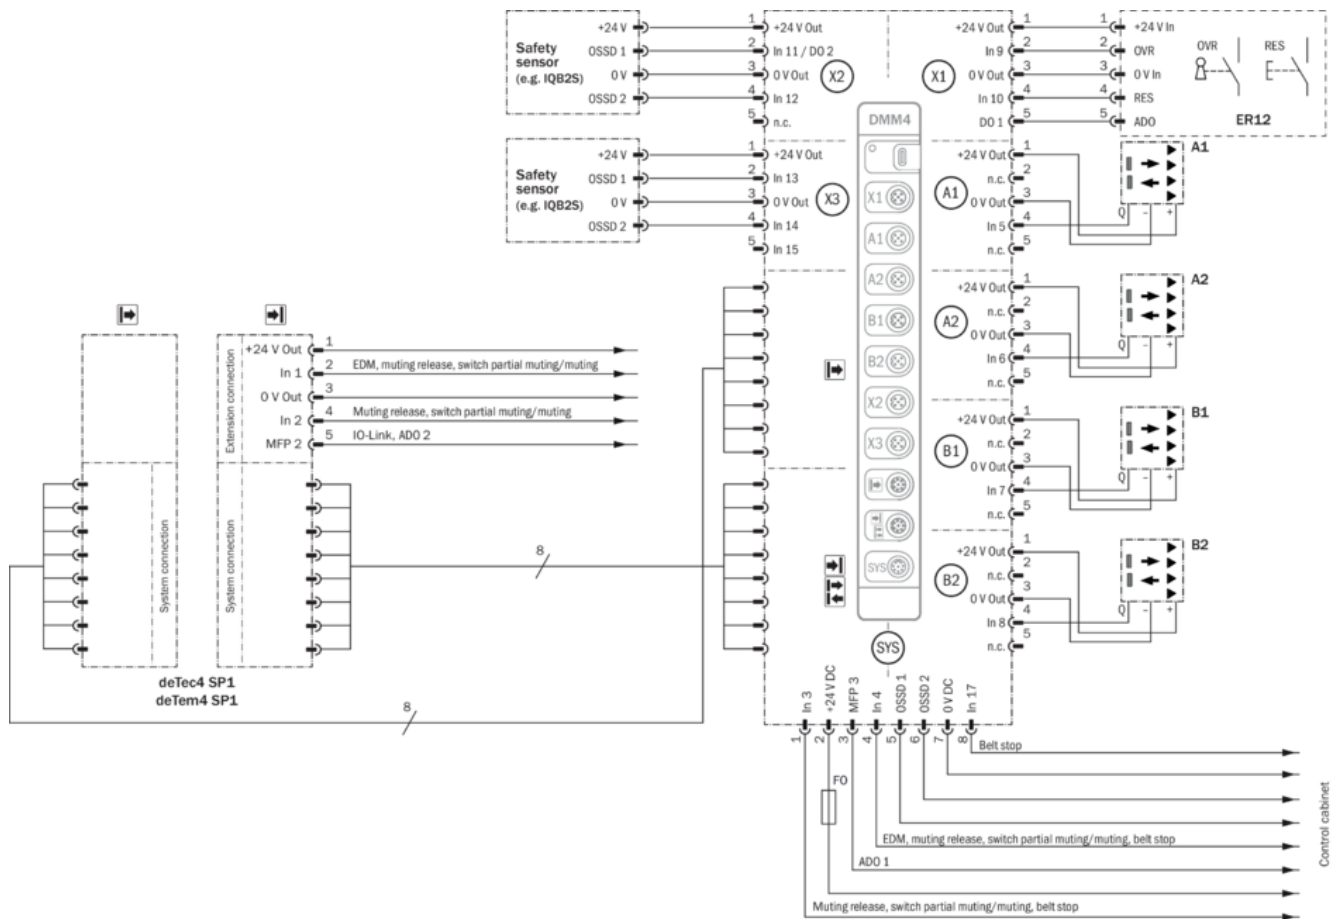 +24 V
Safety
sensor
(e.g. IQB2S)
OSSD 1
0 V
OSSD 2
1
2
3
4
5
+24 V Out
In 11 / DO 2
0 V Out
In 12
n.c.
X2
X1
+24 V Out
In 9
0 V Out
In 10
DO 1
1
2
3
4
5
1
2
3
4
5
+24 V In
OVR
0 V In
RES
ADO
OVR
RES
ER12
+24 V
Safety
sensor
(e.g. IQB2S)
OSSD 1
0 V
OSSD 2
1
2
3
4
5
+24 V Out
In 13
0 V Out
In 14
In 15
X3
DMM4
X1
A1
A2
B1
B2
X2
X3
SYS
A1
+24 V Out
n.c.
0 V Out
In 5
n.c.
1
2
3
4
5
A1
Q
–
+
A2
+24 V Out
n.c.
0 V Out
In 6
n.c.
1
2
3
4
5
A2
Q
–
+
B1
+24 V Out
n.c.
0 V Out
In 7
n.c.
1
2
3
4
5
B1
Q
–
+
B2
+24 V Out
n.c.
0 V Out
In 8
n.c.
1
2
3
4
5
B2
Q
–
+
Extension connection
+24 V Out
In 1
0 V Out
In 2
MFP 2
1
2
3
4
5
EDM, muting release, switch partial muting/muting
Muting release, switch partial muting/muting
IO-Link, ADO 2
System connection
System connection
8
deTec4 SP1
deTem4 SP1
8
SYS
In 3
+24 V DC
MFP 3
In 4
OSSD 1
OSSD 2
0 V DC
In 17
1
2
3
4
5
6
7
8
Belt stop
F0
EDM, muting release, switch partial muting/muting, belt stop
ADO 1
Muting release, switch partial muting/muting, belt stop
Control cabinet